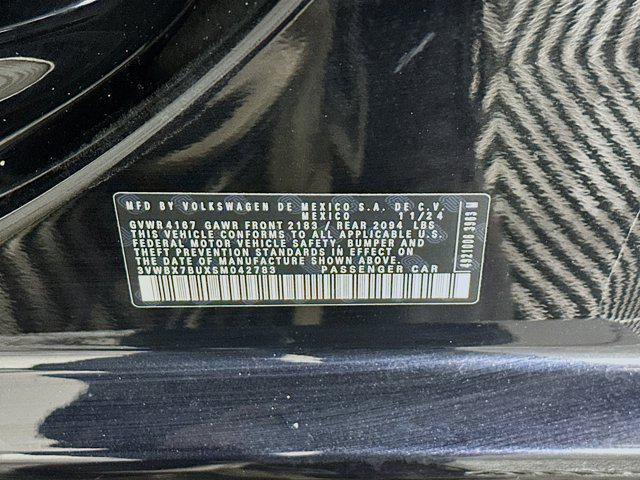 MFD BY VOLKSWAGEN DE MEXICO S.A. DE C.V.
MEXICO 11/24
GVWR 4167 GAWR FRONT 2183 / REAR 2094 LBS
THIS VEHICLE CONFORMS TO ALL APPLICABLE U.S.
FEDERAL MOTOR VEHICLE SAFETY, BUMPER AND
THEFT PREVENTION STANDARDS IN EFFECT ON
THE DATE OF MANUFACTURE SHOWN ABOVE.
3VWBX7BUXSM042783 PASSENGER CAR